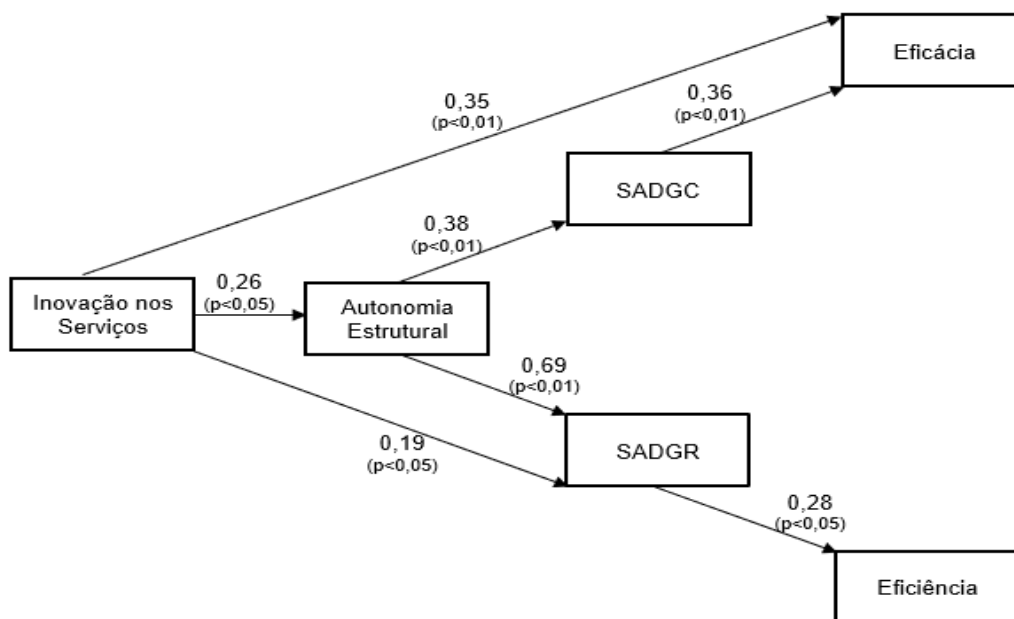 Eficácia
0,35
(p<0,01)
0,36
(p<0,01)
SADGC
0,38
(p<0,01)
Inovação nos
Serviços
0,26
(p<0,05)
Autonomia
Estrutural
0,69
(p<0,01)
0,19
(p<0,05)
SADGR
0,28
(p<0,05)
Eficiência